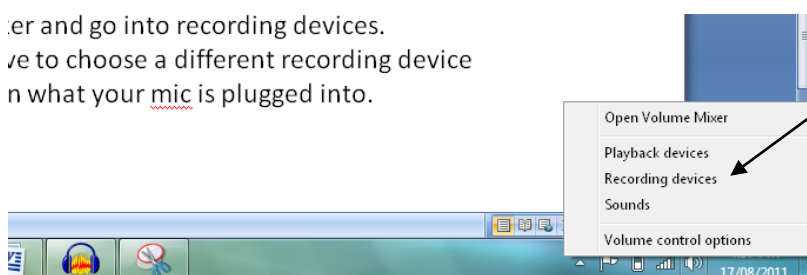 er and go into recording devices.
ve to choose a different recording device
n what your mic is plugged into.
Open Volume Mixer
Playback devices
Recording devices
Sounds
Volume control options
17/08/2011